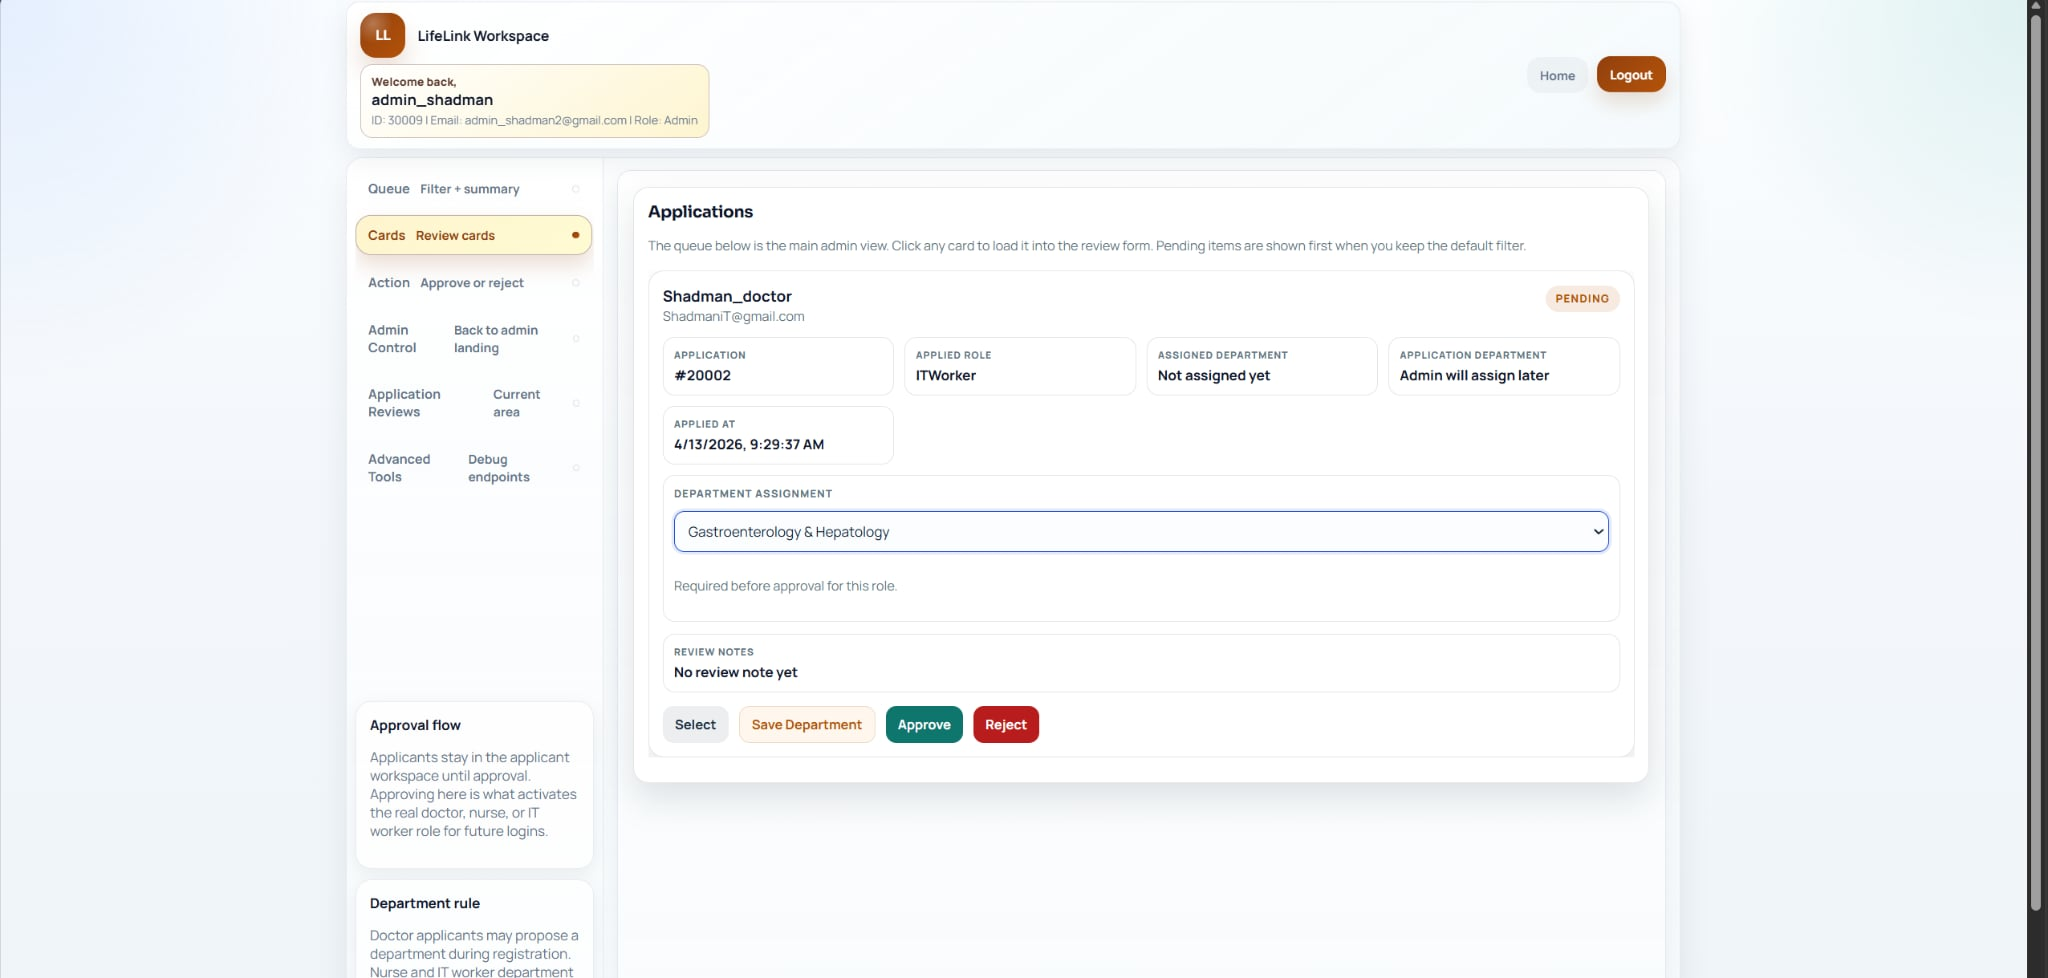 LL
LifeLink Workspace
Welcome back,
admin_shadman
ID: 30009 | Email: admin_shadman2@gmail.com | Role: Admin
Home
Logout
Queue Filter + summary
Cards Review cards
Action Approve or reject
Admin Control
Back to admin landing
Application Reviews
Current area
Advanced Tools
Debug endpoints
Approval flow
Applicants stay in the applicant
workspace until approval.
Approving here is what activates
the real doctor, nurse, or IT
worker role for future logins.
Department rule
Doctor applicants may propose a
department during registration.
Nurse and IT worker department
Applications
The queue below is the main admin view. Click any card to load it into the review form. Pending items are shown first when you keep the default filter.
Shadman_doctor
PENDING
ShadmaniT@gmail.com
APPLICATION
#20002
APPLIED ROLE
ITWorker
ASSIGNED DEPARTMENT
Not assigned yet
APPLICATION DEPARTMENT
Admin will assign later
APPLIED AT
4/13/2026, 9:29:37 AM
DEPARTMENT ASSIGNMENT
Gastroenterology & Hepatology
Required before approval for this role.
REVIEW NOTES
No review note yet
Select
Save Department
Approve
Reject